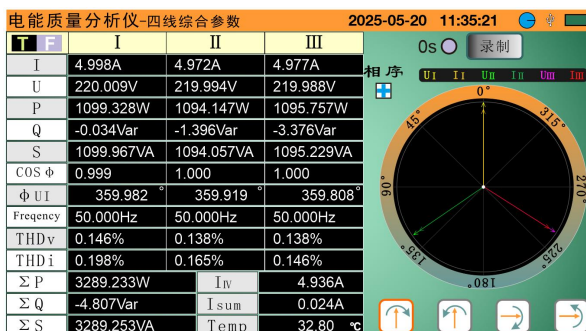 电能质量分析仪-四线综合参数 2025-05-20 11:35:21
T F I II III
I 4.998A 4.972A 4.977A
U 220.009V 219.994V 219.988V
P 1099.328W 1094.147W 1095.757W
Q -0.034Var -1.396Var -3.376Var
S 1099.967VA 1094.057VA 1095.229VA
COS ф 0.999 1.000 1.000
ф UI 359.982 ° 359.919 ° 359.808 °
Freqency 50.000Hz 50.000Hz 50.000Hz
THDv 0.146% 0.138% 0.138%
THDi 0.198% 0.165% 0.146%
Σ P 3289.233W IIV 4.936A
Σ Q -4.807Var Isum 0.024A
Σ S 3289.253VA Temp 32.80 ℃
0s 录制
相序 UI II UII III UIII IIII
0°
45° 315°
90° 270°
135° 225°
180°